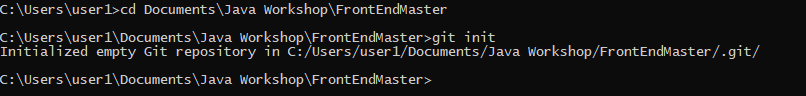 C:\Users\user1>cd Documents\Java Workshop\FrontEndMaster
C:\Users\user1\Documents\Java Workshop\FrontEndMaster>git init
Initialized empty Git repository in C:/Users/user1/Documents/Java Workshop/FrontEndMaster/.git/
C:\Users\user1\Documents\Java Workshop\FrontEndMaster>